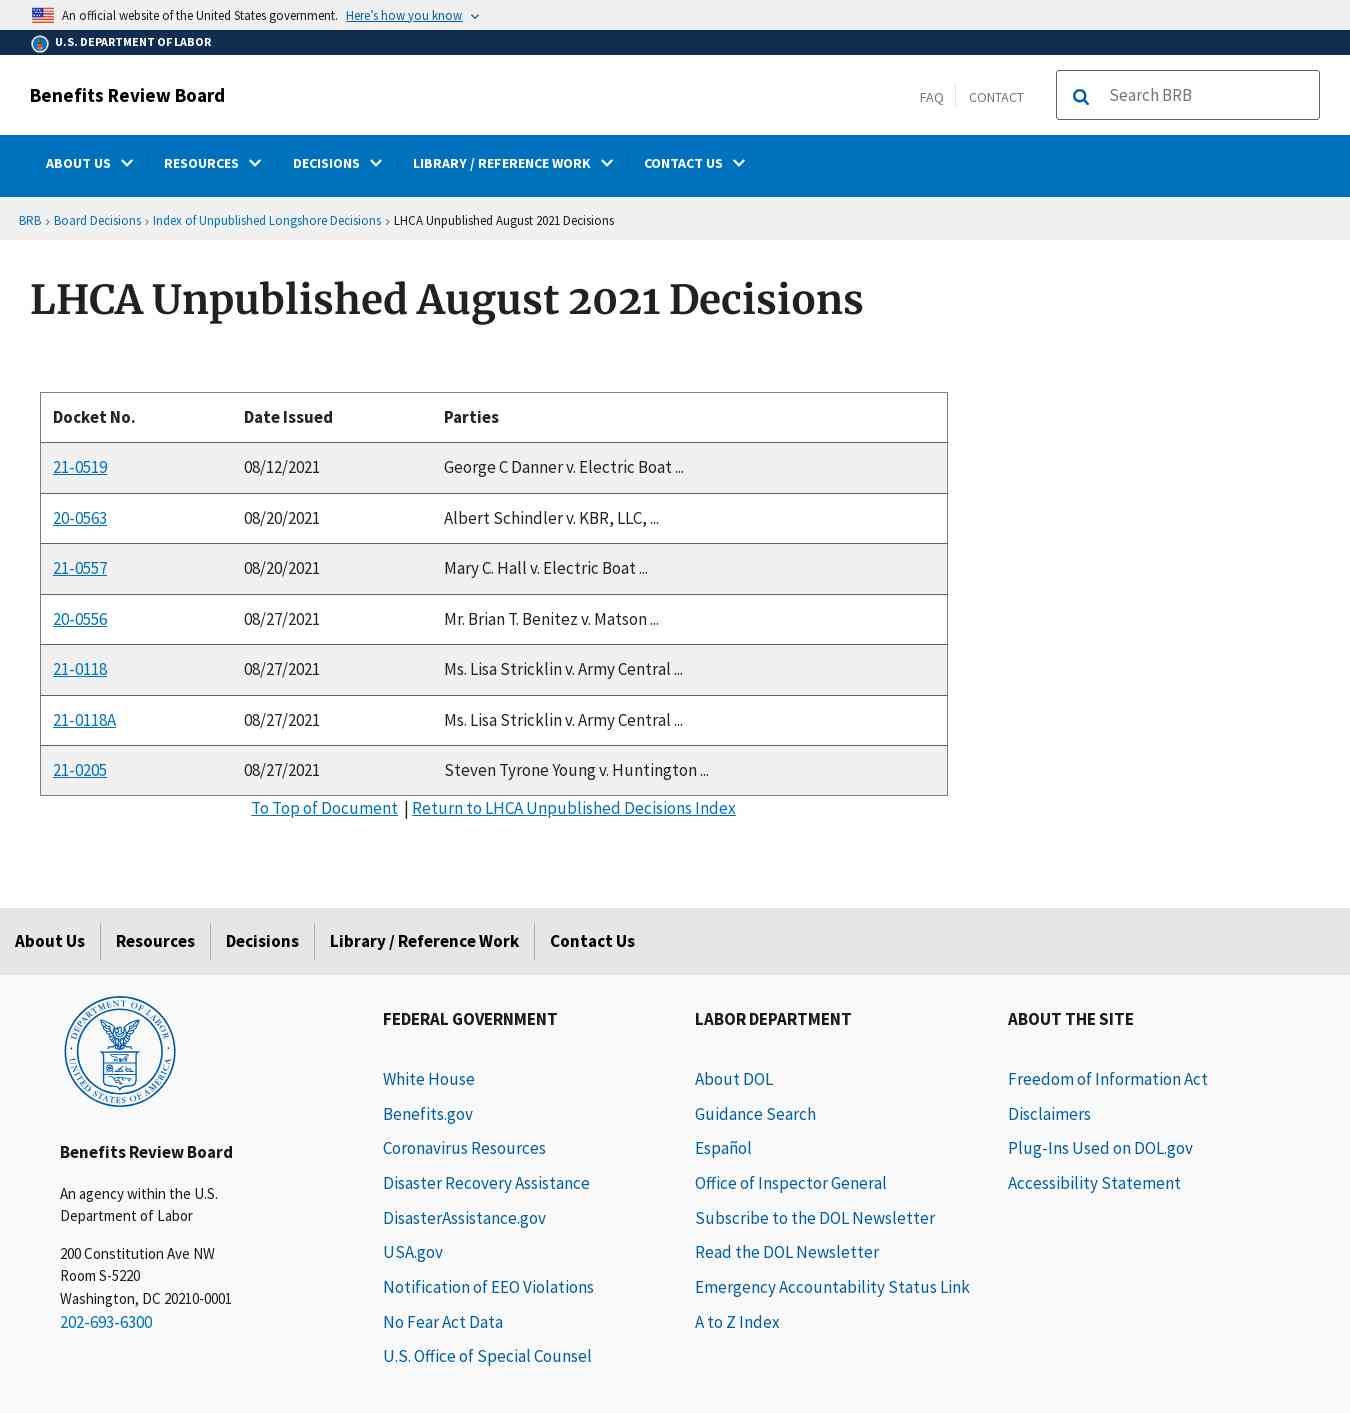 An official website of the United States government. Here's how you know
U.S. DEPARTMENT OF LABOR
Benefits Review Board
FAQ CONTACT Search BRB
ABOUT US RESOURCES DECISIONS LIBRARY / REFERENCE WORK CONTACT US
BRB › Board Decisions › Index of Unpublished Longshore Decisions › LHCA Unpublished August 2021 Decisions
LHCA Unpublished August 2021 Decisions
Docket No. Date Issued Parties
21-0519 08/12/2021 George C Danner v. Electric Boat ...
20-0563 08/20/2021 Albert Schindler v. KBR, LLC, ...
21-0557 08/20/2021 Mary C. Hall v. Electric Boat ...
20-0556 08/27/2021 Mr. Brian T. Benitez v. Matson ...
21-0118 08/27/2021 Ms. Lisa Stricklin v. Army Central ...
21-0118A 08/27/2021 Ms. Lisa Stricklin v. Army Central ...
21-0205 08/27/2021 Steven Tyrone Young v. Huntington ...
To Top of Document | Return to LHCA Unpublished Decisions Index
About Us Resources Decisions Library / Reference Work Contact Us
DEPARTMENT OF LABOR
UNITED STATES OF AMERICA
Benefits Review Board
An agency within the U.S.
Department of Labor
200 Constitution Ave NW
Room S-5220
Washington, DC 20210-0001
202-693-6300
FEDERAL GOVERNMENT
White House
Benefits.gov
Coronavirus Resources
Disaster Recovery Assistance
DisasterAssistance.gov
USA.gov
Notification of EEO Violations
No Fear Act Data
U.S. Office of Special Counsel
LABOR DEPARTMENT
About DOL
Guidance Search
Español
Office of Inspector General
Subscribe to the DOL Newsletter
Read the DOL Newsletter
Emergency Accountability Status Link
A to Z Index
ABOUT THE SITE
Freedom of Information Act
Disclaimers
Plug-Ins Used on DOL.gov
Accessibility Statement